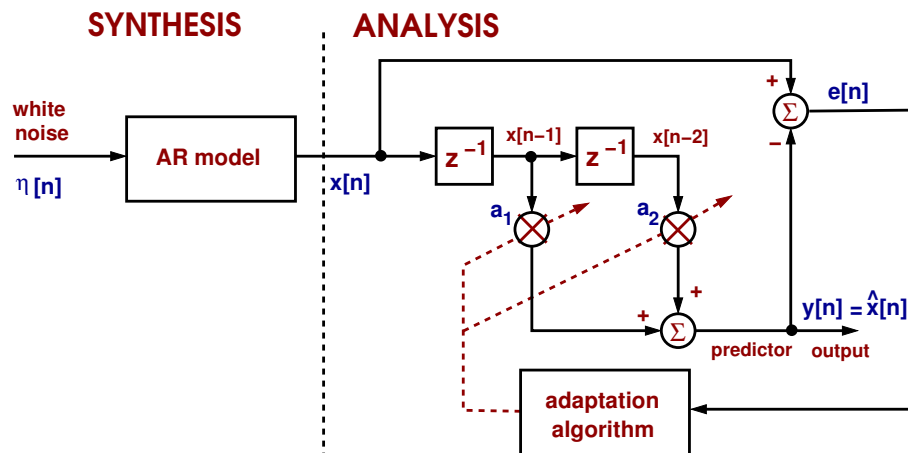 SYNTHESIS
ANALYSIS
white
noise
η [n]
AR model
x[n]
z⁻¹
x[n−1]
z⁻¹
x[n−2]
a₁
a₂
+
Σ
−
e[n]
+
+
Σ
y[n] = x̂[n]
predictor
output
adaptation
algorithm